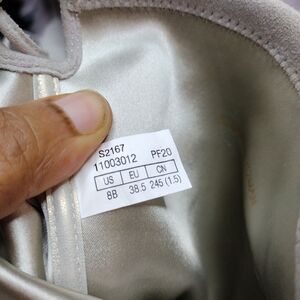 S2167
11003012 PF20
US EU CN
8B 38.5 245 (1.5)